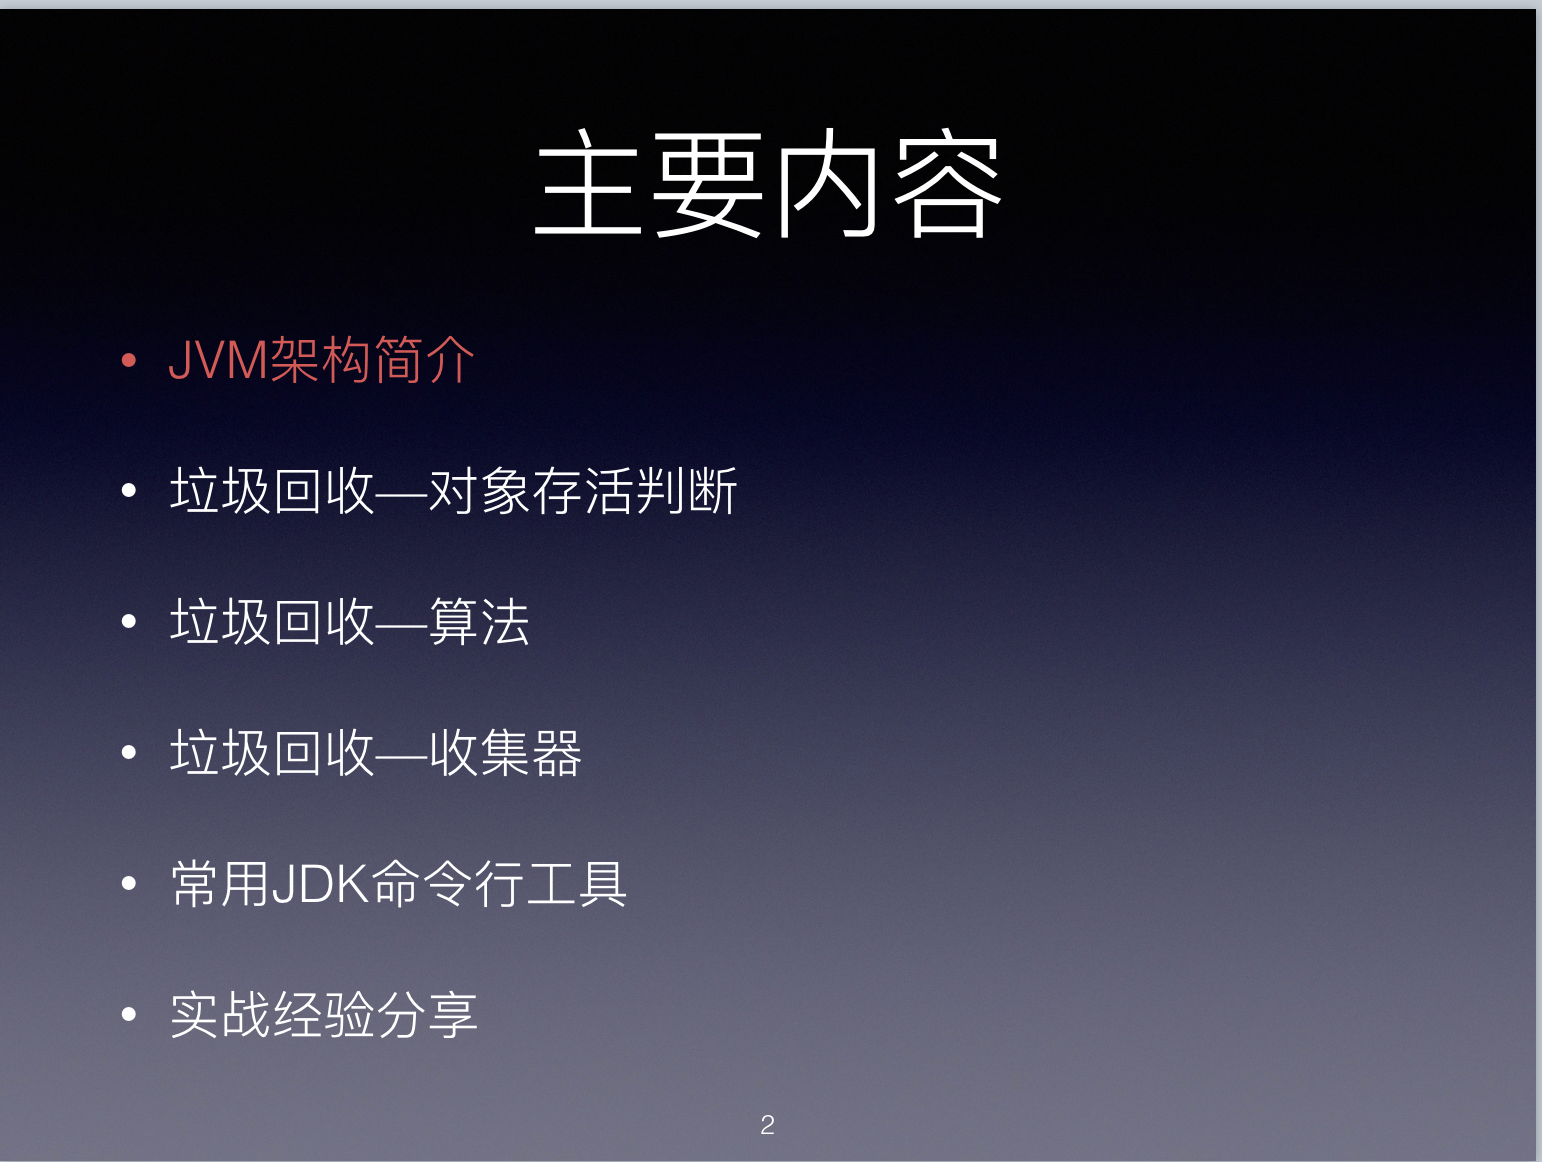 主要内容
• JVM架构简介
• 垃圾回收—对象存活判断
• 垃圾回收—算法
• 垃圾回收—收集器
• 常用JDK命令行工具
• 实战经验分享
2